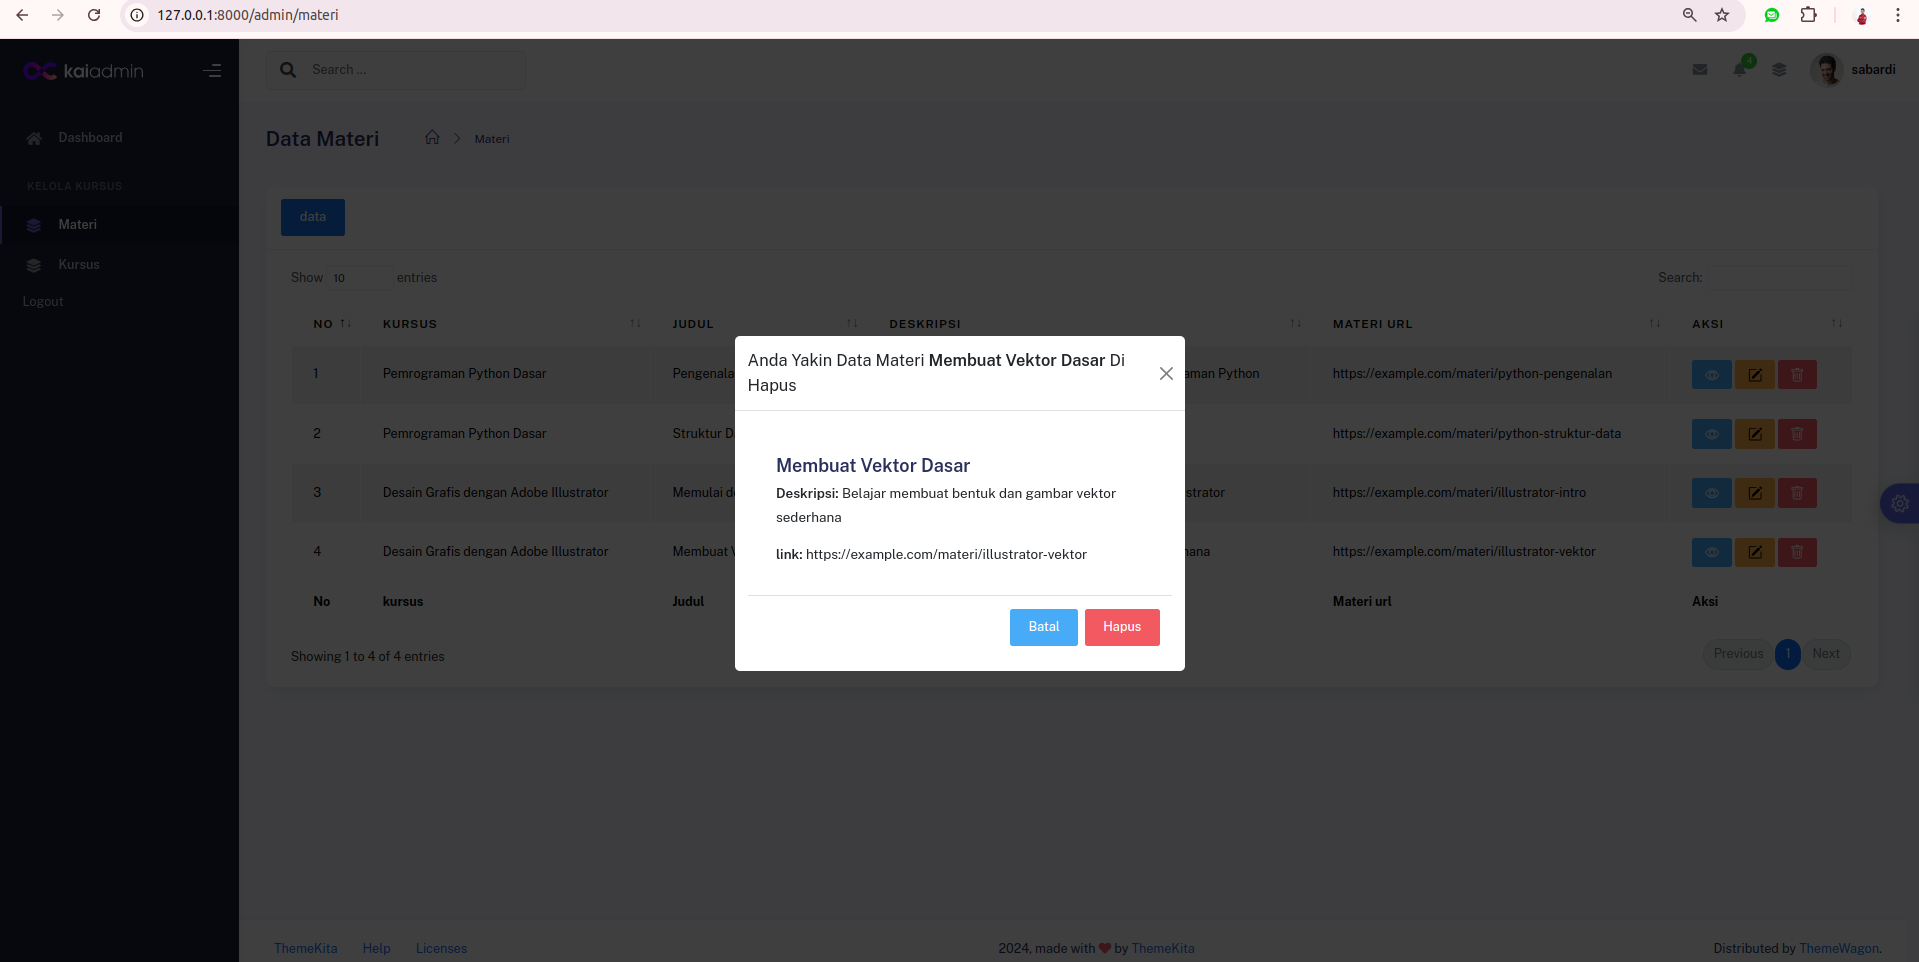 127.0.0.1:8000/admin/materi
kaiadmin
Search ...
4
sabardi
Dashboard
KELOLA KURSUS
Materi
Kursus
Logout
Data Materi
Materi
data
Show 10 entries
Search:
NO KURSUS JUDUL DESKRIPSI MATERI URL AKSI
1 Pemrograman Python Dasar Pengenala aman Python https://example.com/materi/python-pengenalan
2 Pemrograman Python Dasar Struktur D https://example.com/materi/python-struktur-data
3 Desain Grafis dengan Adobe Illustrator Memulai d strator https://example.com/materi/illustrator-intro
4 Desain Grafis dengan Adobe Illustrator Membuat V hana https://example.com/materi/illustrator-vektor
No kursus Judul Materi url Aksi
Showing 1 to 4 of 4 entries
Previous 1 Next
Anda Yakin Data Materi Membuat Vektor Dasar Di
Hapus
Membuat Vektor Dasar
Deskripsi: Belajar membuat bentuk dan gambar vektor
sederhana
link: https://example.com/materi/illustrator-vektor
Batal Hapus
ThemeKita Help Licenses
2024, made with by ThemeKita
Distributed by ThemeWagon.